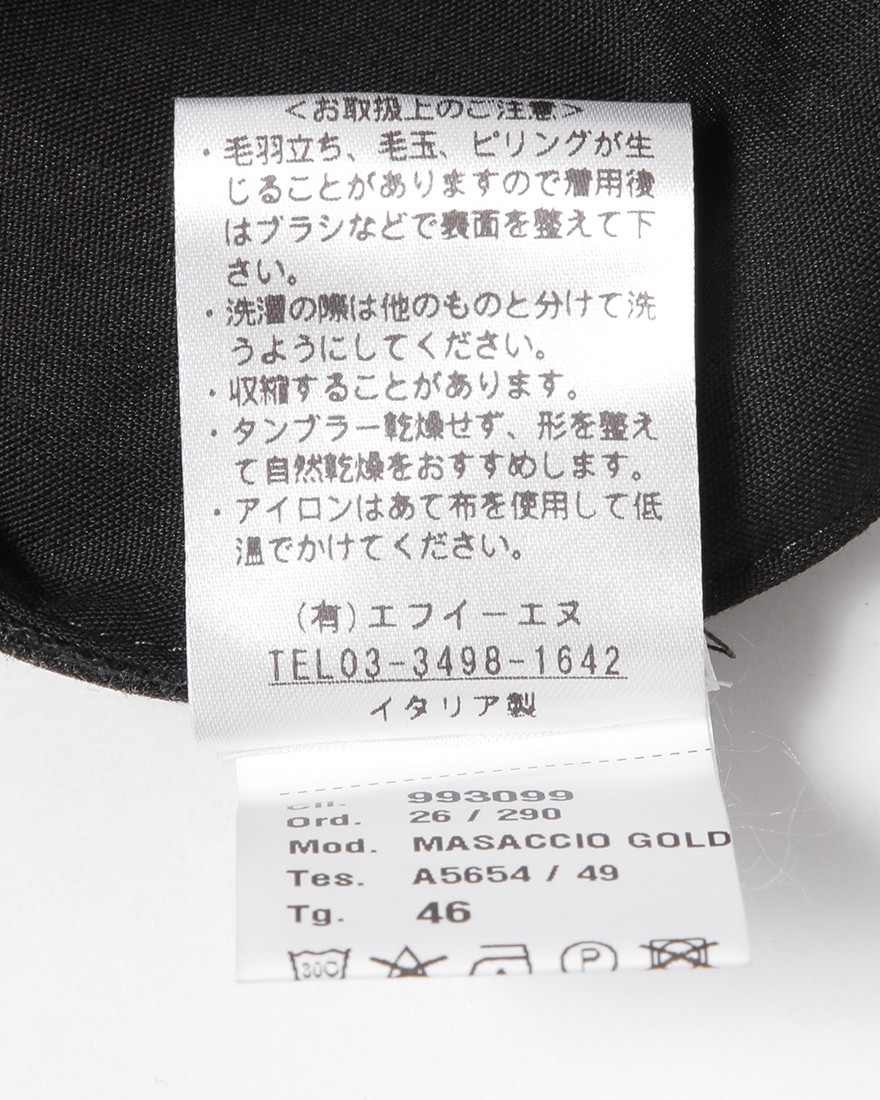 ＜お取扱上のご注意＞
・毛羽立ち、毛玉、ピリングが生
じることがありますので着用後
はブラシなどで表面を整えて下
さい。
・洗濯の際は他のものと分けて洗
うようにしてください。
・収縮することがあります。
・タンブラー乾燥せず、形を整え
て自然乾燥をおすすめします。
・アイロンはあて布を使用して低
温でかけてください。
(有)エフイーエヌ
TEL03-3498-1642
イタリア製
993099
Ord. 26 / 290
Mod. MASACCIO GOLD
Tes. A5654 / 49
Tg. 46
30C P